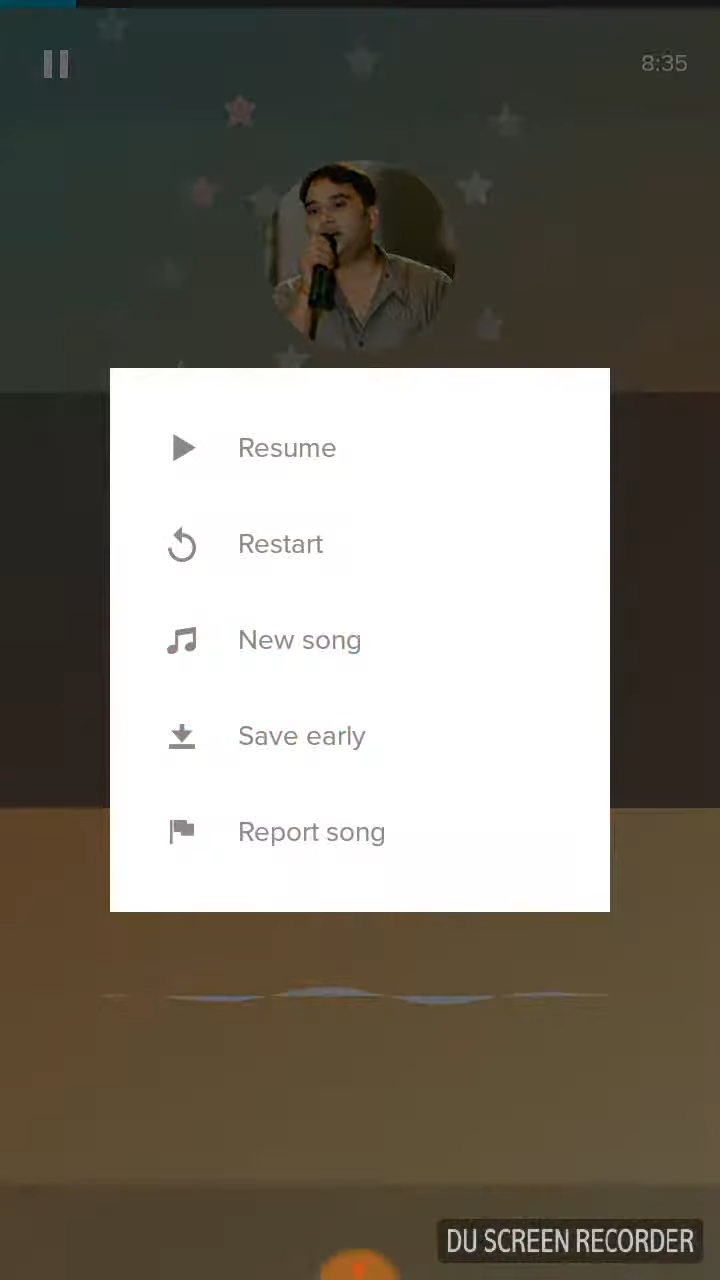 8:35
Resume
Restart
New song
Save early
Report song
DU SCREEN RECORDER